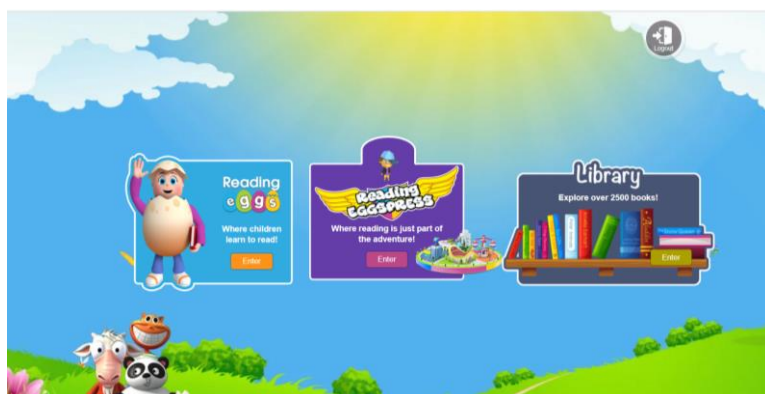 Logout
Reading
eggs
Where children
learn to read!
Enter
Reading
EGGSPRESS
Where reading is just part of
the adventure!
Enter
Library
Explore over 2500 books!
Enter